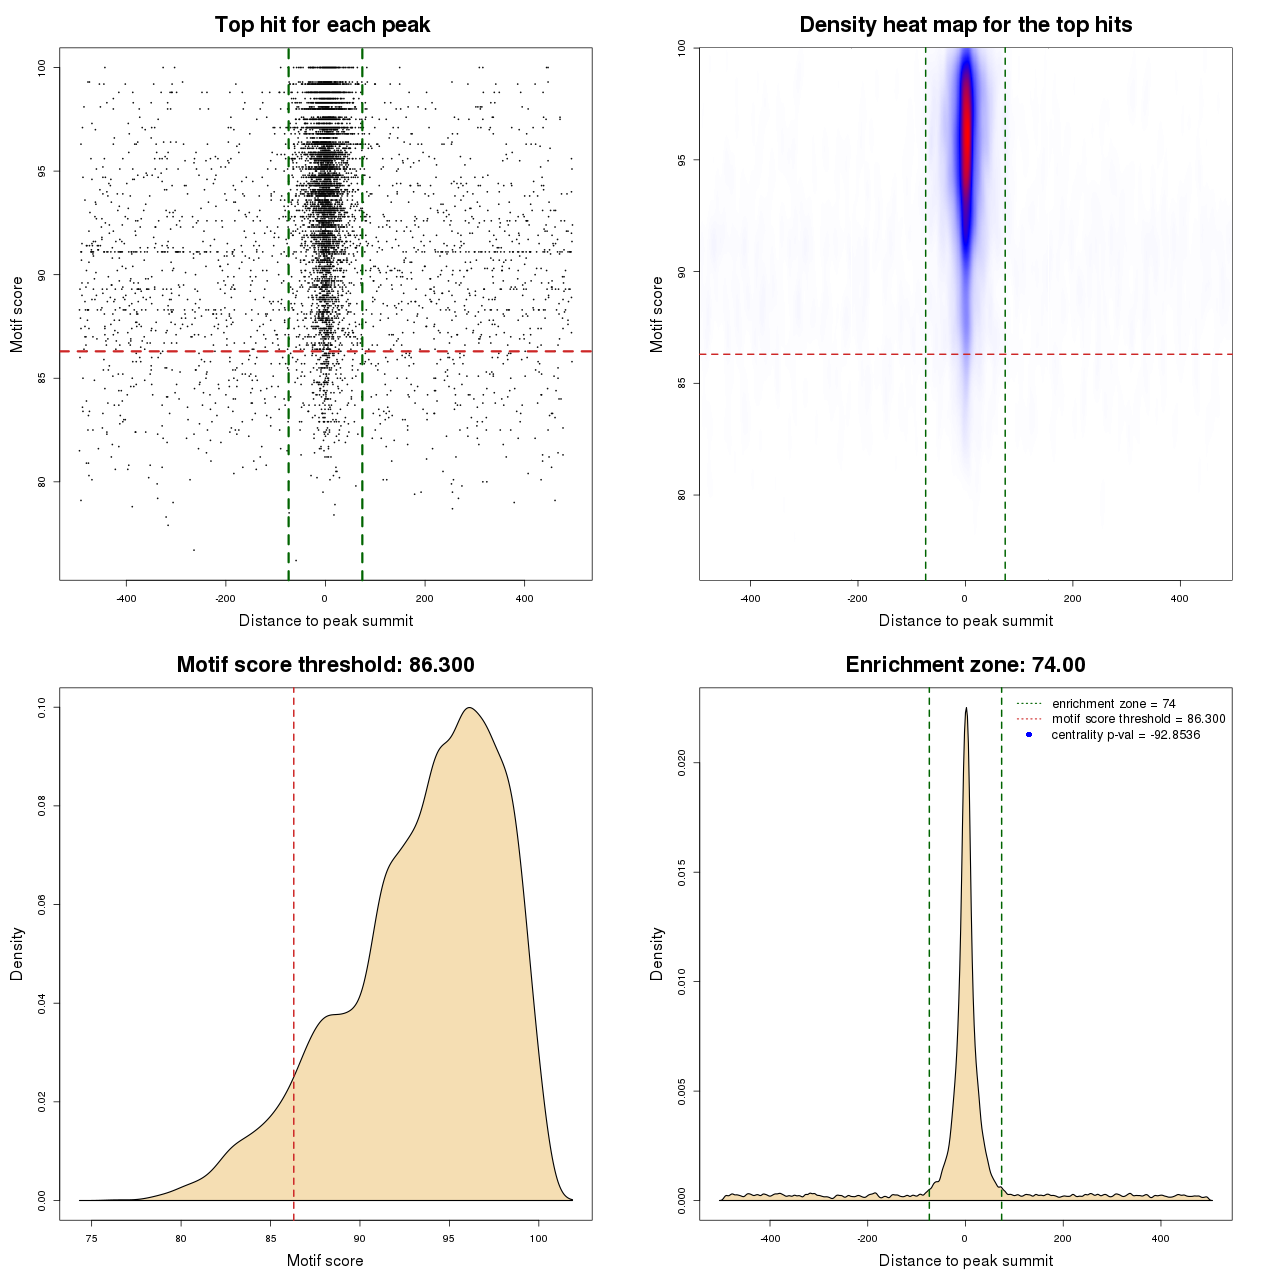 Top hit for each peak
100
95
90
85
80
Motif score
-400 -200 0 200 400
Distance to peak summit
Density heat map for the top hits
100
95
90
85
80
Motif score
-400 -200 0 200 400
Distance to peak summit
Motif score threshold: 86.300
0.10
0.08
0.06
0.04
0.02
0.00
Density
75 80 85 90 95 100
Motif score
Enrichment zone: 74.00
enrichment zone = 74
motif score threshold = 86.300
centrality p-val = -92.8536
0.020
0.015
0.010
0.005
0.000
Density
-400 -200 0 200 400
Distance to peak summit